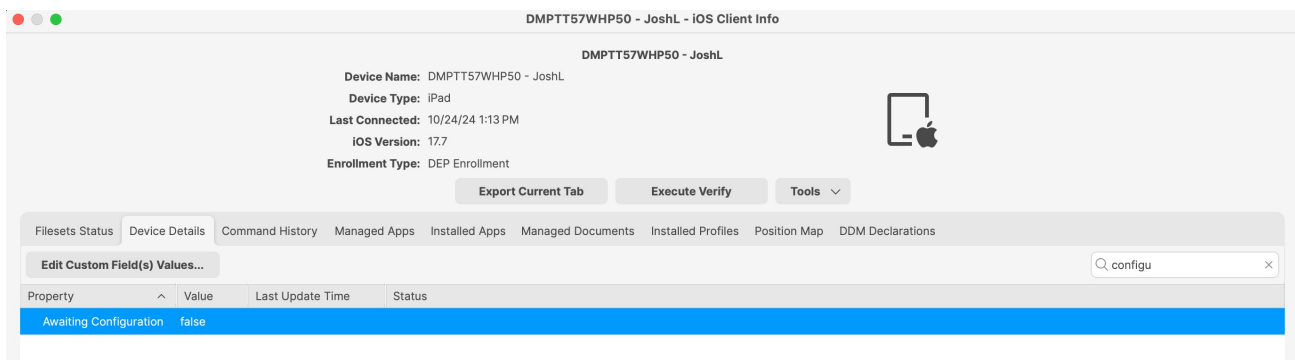 DMPTT57WHP50 - JoshL - iOS Client Info
DMPTT57WHP50 - JoshL
Device Name: DMPTT57WHP50 - JoshL
Device Type: iPad
Last Connected: 10/24/24 1:13 PM
iOS Version: 17.7
Enrollment Type: DEP Enrollment
Export Current Tab Execute Verify Tools
Filesets Status Device Details Command History Managed Apps Installed Apps Managed Documents Installed Profiles Position Map DDM Declarations
Edit Custom Field(s) Values... configu
Property Value Last Update Time Status
Awaiting Configuration false